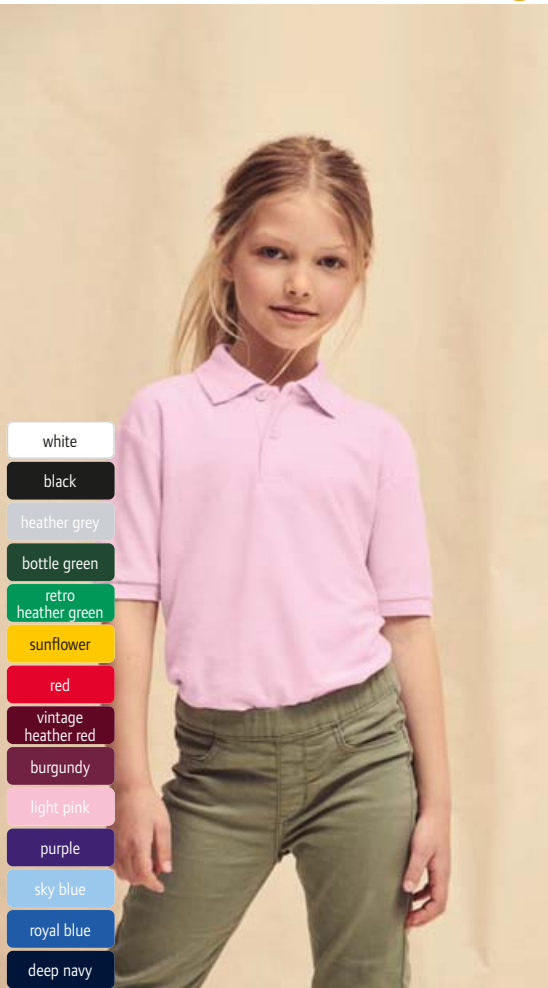 white
black
heather grey
bottle green
retro
heather green
sunflower
red
vintage
heather red
burgundy
light pink
purple
sky blue
royal blue
deep navy